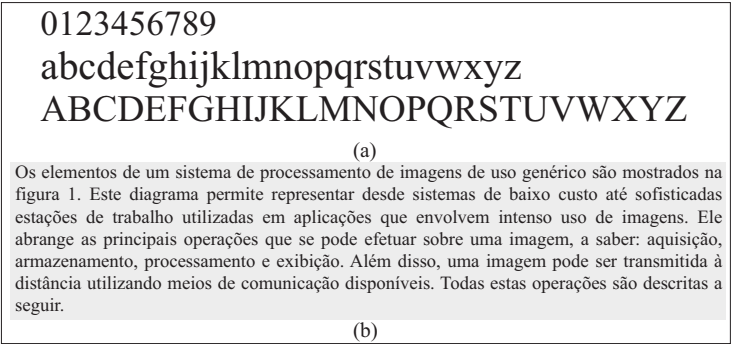 0123456789
abcdefghijklmnopqrstuvwxyz
ABCDEFGHIJKLMNOPQRSTUVWXYZ
(a)
Os elementos de um sistema de processamento de imagens de uso genérico são mostrados na
figura 1. Este diagrama permite representar desde sistemas de baixo custo até sofisticadas
estações de trabalho utilizadas em aplicações que envolvem intenso uso de imagens. Ele
abrange as principais operações que se pode efetuar sobre uma imagem, a saber: aquisição,
armazenamento, processamento e exibição. Além disso, uma imagem pode ser transmitida à
distância utilizando meios de comunicação disponíveis. Todas estas operações são descritas a
seguir.
(b)